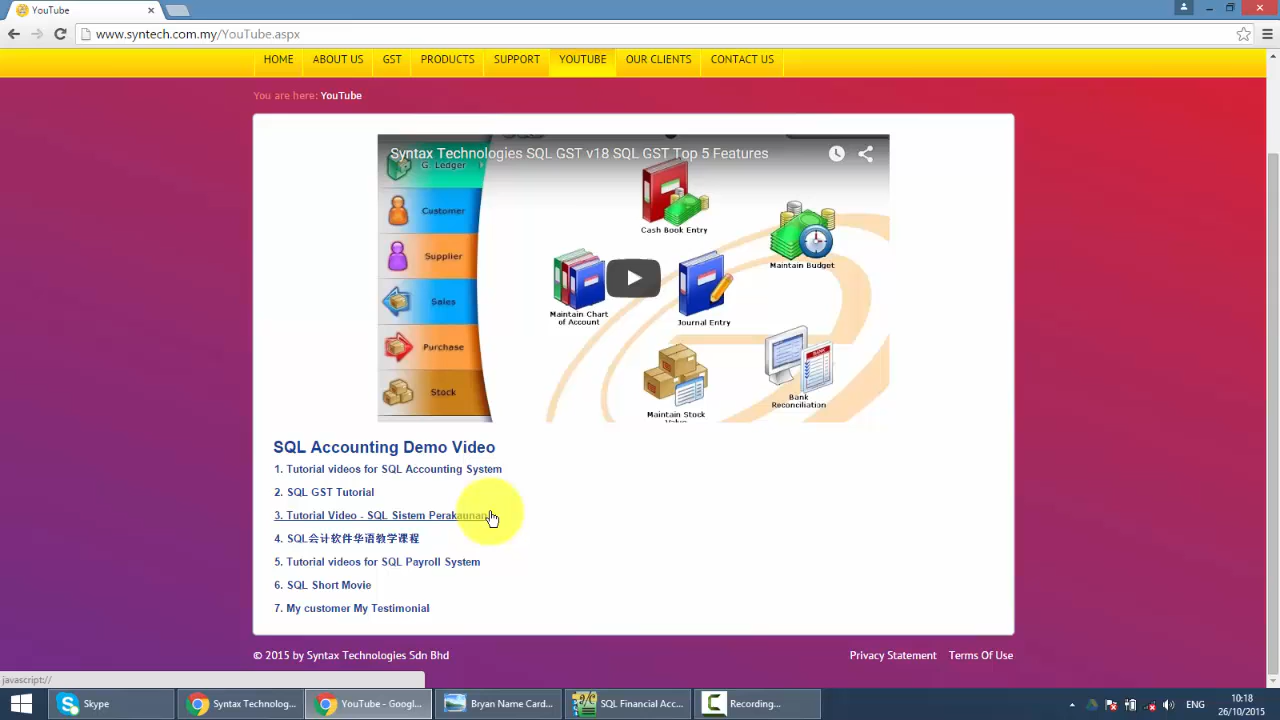 YouTube
www.syntech.com.my/YouTube.aspx
HOME ABOUT US GST PRODUCTS SUPPORT YOUTUBE OUR CLIENTS CONTACT US
You are here: YouTube
Syntax Technologies SQL GST v18 SQL GST Top 5 Features
G. Ledger
Customer
Supplier
Sales
Purchase
Stock
Cash Book Entry
Maintain Budget
Maintain Chart
of Account
Journal Entry
Bank
Reconciliation
Maintain Stock
SQL Accounting Demo Video
1. Tutorial videos for SQL Accounting System
2. SQL GST Tutorial
3. Tutorial Video - SQL Sistem Perakaunan
4. SQL会计软件华语教学课程
5. Tutorial videos for SQL Payroll System
6. SQL Short Movie
7. My customer My Testimonial
© 2015 by Syntax Technologies Sdn Bhd Privacy Statement Terms Of Use
javascript://
Skype Syntax Technolog... YouTube - Googl... Bryan Name Card... SQL Financial Acc... Recording... ENG
10:18
26/10/2015